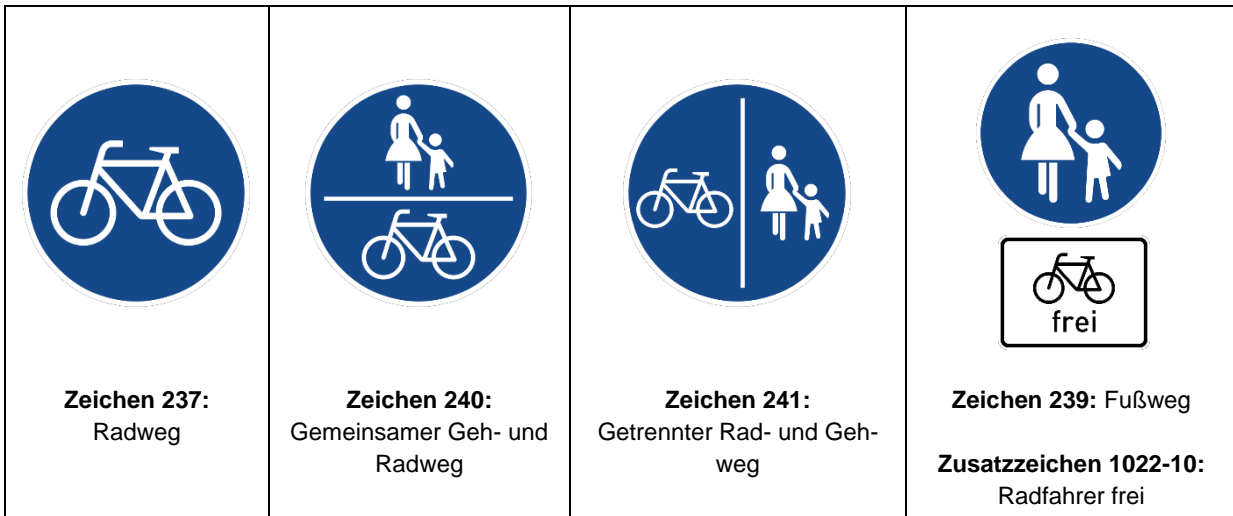 frei
Zeichen 237:
Radweg
Zeichen 240:
Gemeinsamer Geh- und
Radweg
Zeichen 241:
Getrennter Rad- und Geh-
weg
Zeichen 239: Fußweg
Zusatzzeichen 1022-10:
Radfahrer frei